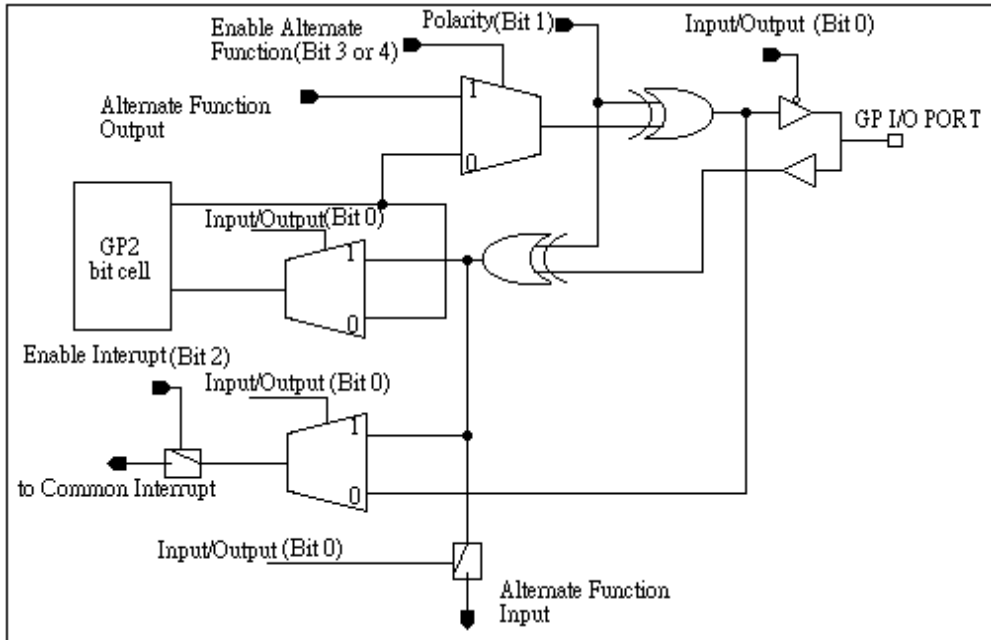 Polarity(Bit 1)
Enable Alternate
Function(Bit 3 or 4)
Input/Output (Bit 0)
1
Alternate Function
Output
GP I/O PORT
0
GP2
bit cell
Input/Output(Bit 0)
1
0
Enable Interupt(Bit 2)
Input/Output (Bit 0)
1
0
to Common Interrupt
Input/Output (Bit 0)
Alternate Function
Input